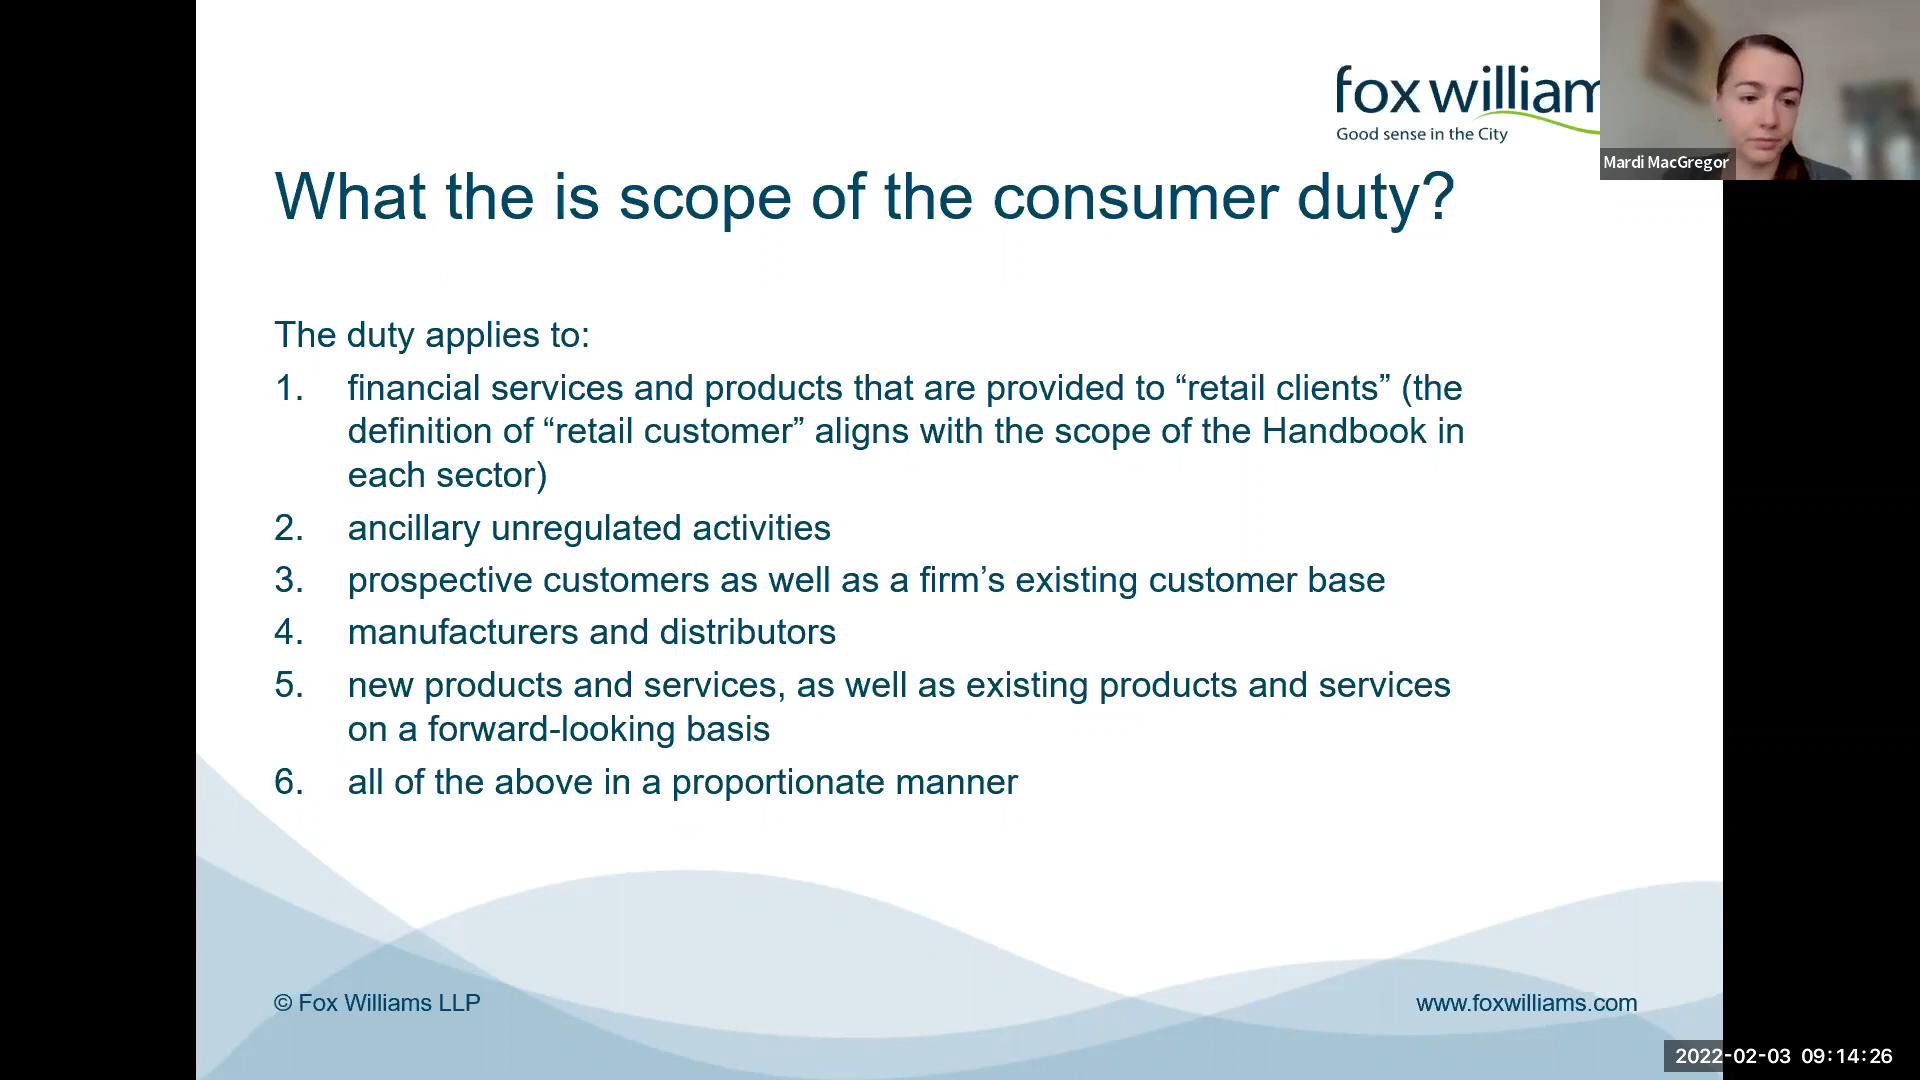 fox william
Good sense in the City
Mardi MacGregor
What the is scope of the consumer duty?
The duty applies to:
1. financial services and products that are provided to “retail clients” (the
definition of “retail customer” aligns with the scope of the Handbook in
each sector)
2. ancillary unregulated activities
3. prospective customers as well as a firm’s existing customer base
4. manufacturers and distributors
5. new products and services, as well as existing products and services
on a forward-looking basis
6. all of the above in a proportionate manner
© Fox Williams LLP
www.foxwilliams.com
2022-02-03 09:14:26